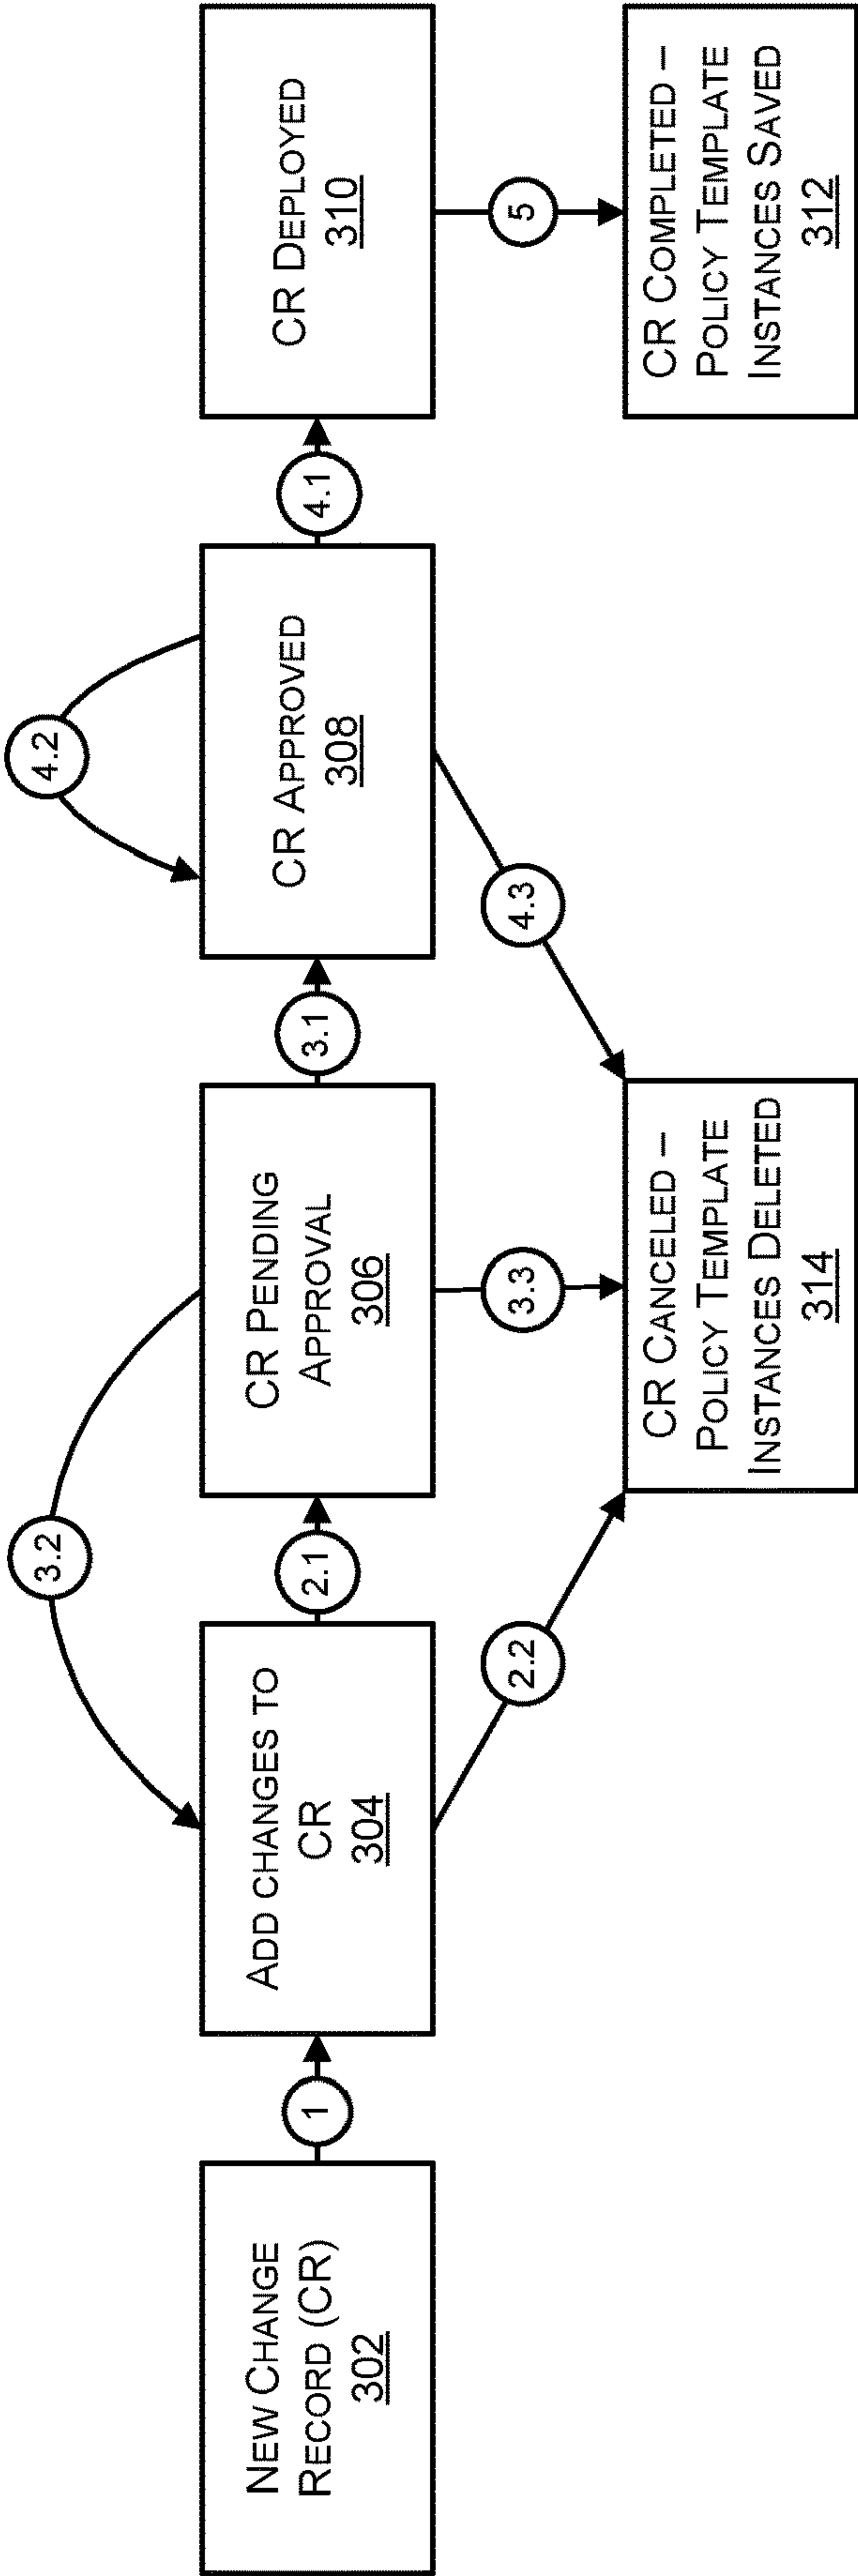 3.2
4.2
NEW CHANGE
RECORD (CR)
302
1
ADD CHANGES TO
CR
304
2.1
CR PENDING
APPROVAL
306
3.1
CR APPROVED
308
4.1
CR DEPLOYED
310
2.2
3.3
4.3
5
CR CANCELED –
POLICY TEMPLATE
INSTANCES DELETED
314
CR COMPLETED –
POLICY TEMPLATE
INSTANCES SAVED
312